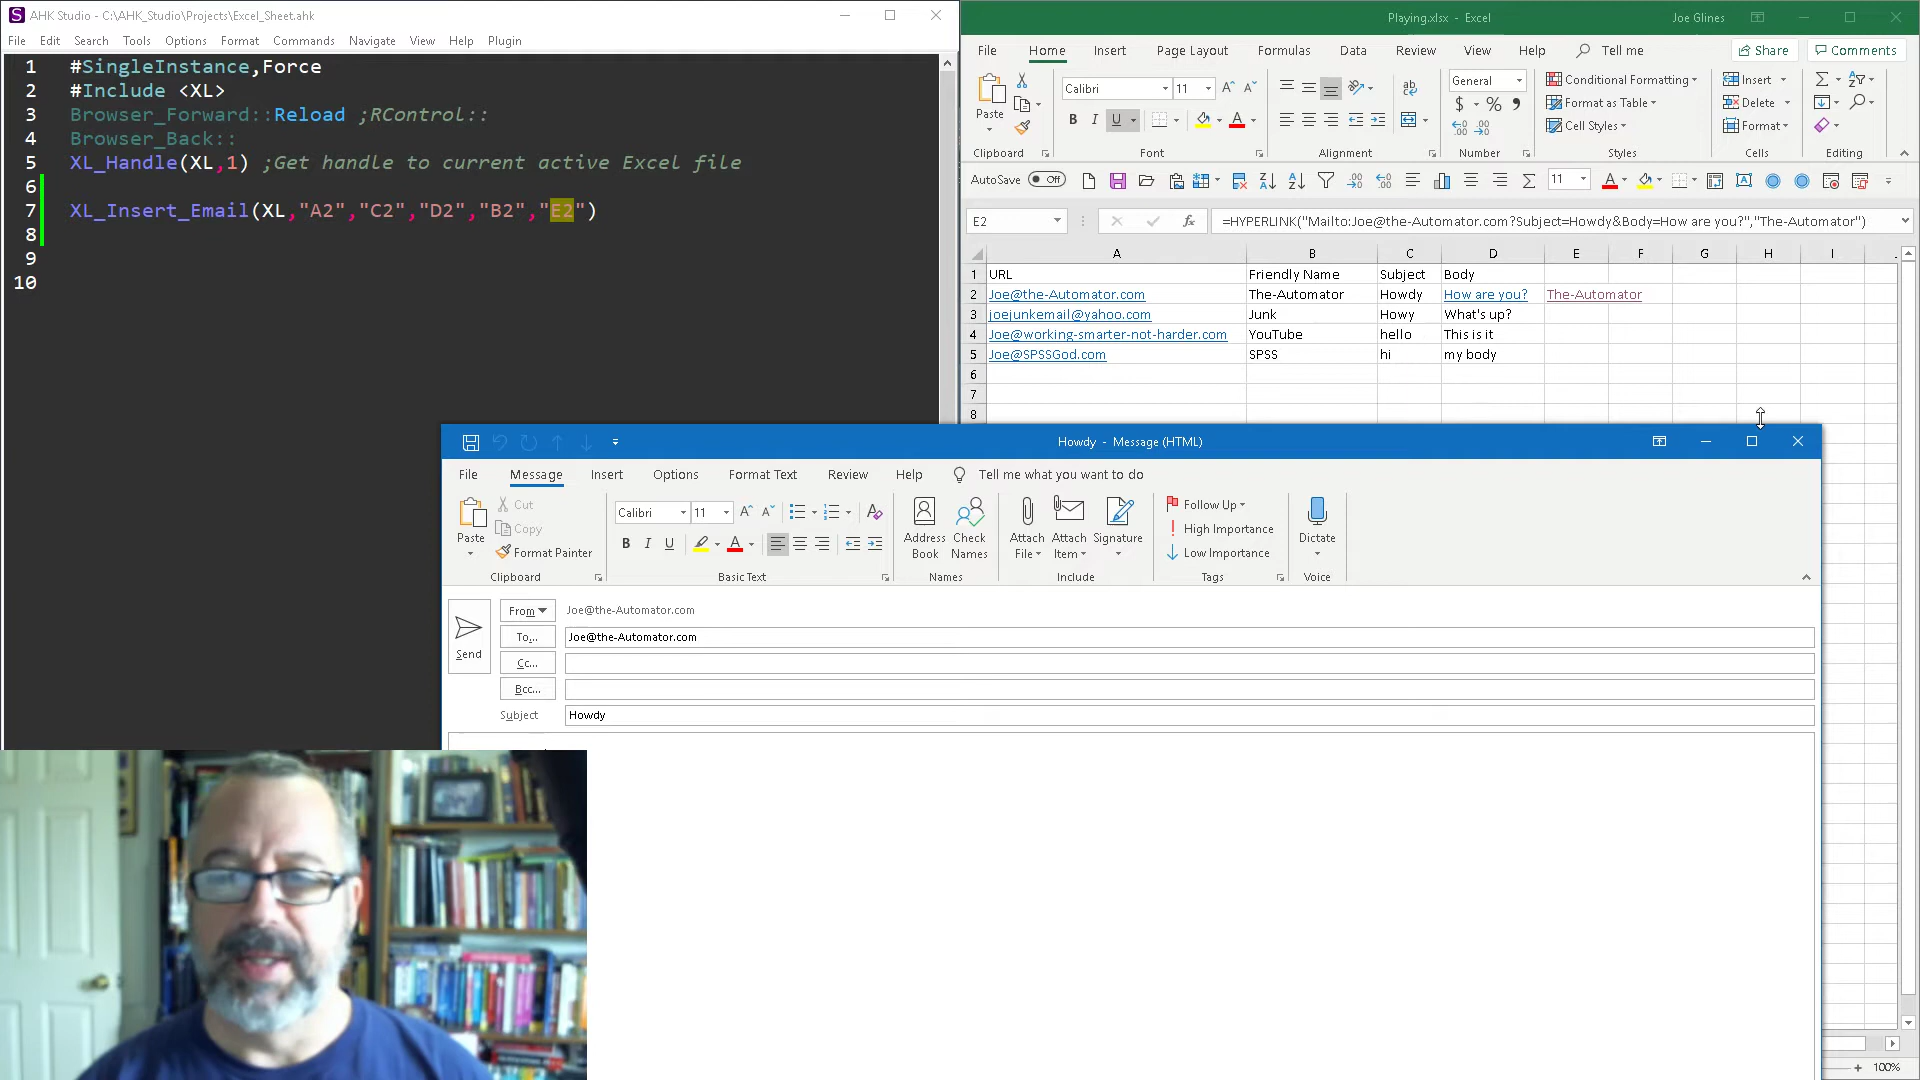 AHK Studio - C:\AHK_Studio\Projects\Excel_Sheet.ahk
File Edit Search Tools Options Format Commands Navigate View Help Plugin
1 #SingleInstance,Force
2 #Include <XL>
3 Browser_Forward::Reload ;RControl::
4 Browser_Back::
5 XL_Handle(XL,1) ;Get handle to current active Excel file
6
7 XL_Insert_Email(XL,"A2","C2","D2","B2","E2")
8
9
10
Playing.xlsx - Excel Joe Glines
File Home Insert Page Layout Formulas Data Review View Help Tell me Share Comments
Paste Calibri 11 General Conditional Formatting Insert
B I U A $ % Format as Table Delete
Cell Styles Format
Clipboard Font Alignment Number Styles Cells Editing
AutoSave Off 11
E2 fx =HYPERLINK("Mailto:Joe@the-Automator.com?Subject=Howdy&Body=How are you?","The-Automator")
A B C D E F G H I
1 URL Friendly Name Subject Body
2 Joe@the-Automator.com The-Automator Howdy How are you? The-Automator
3 joejunkemail@yahoo.com Junk Howy What's up?
4 Joe@working-smarter-not-harder.com YouTube hello This is it
5 Joe@SPSSGod.com SPSS hi my body
6
7
8
Howdy - Message (HTML)
File Message Insert Options Format Text Review Help Tell me what you want to do
Paste Cut Copy Format Painter
Calibri 11
B I U A
Address Book Check Names Attach File Attach Item Signature
Follow Up
High Importance
Low Importance
Dictate
Clipboard Basic Text Names Include Tags Voice
Send
From Joe@the-Automator.com
To... Joe@the-Automator.com
Cc...
Bcc...
Subject Howdy
100%